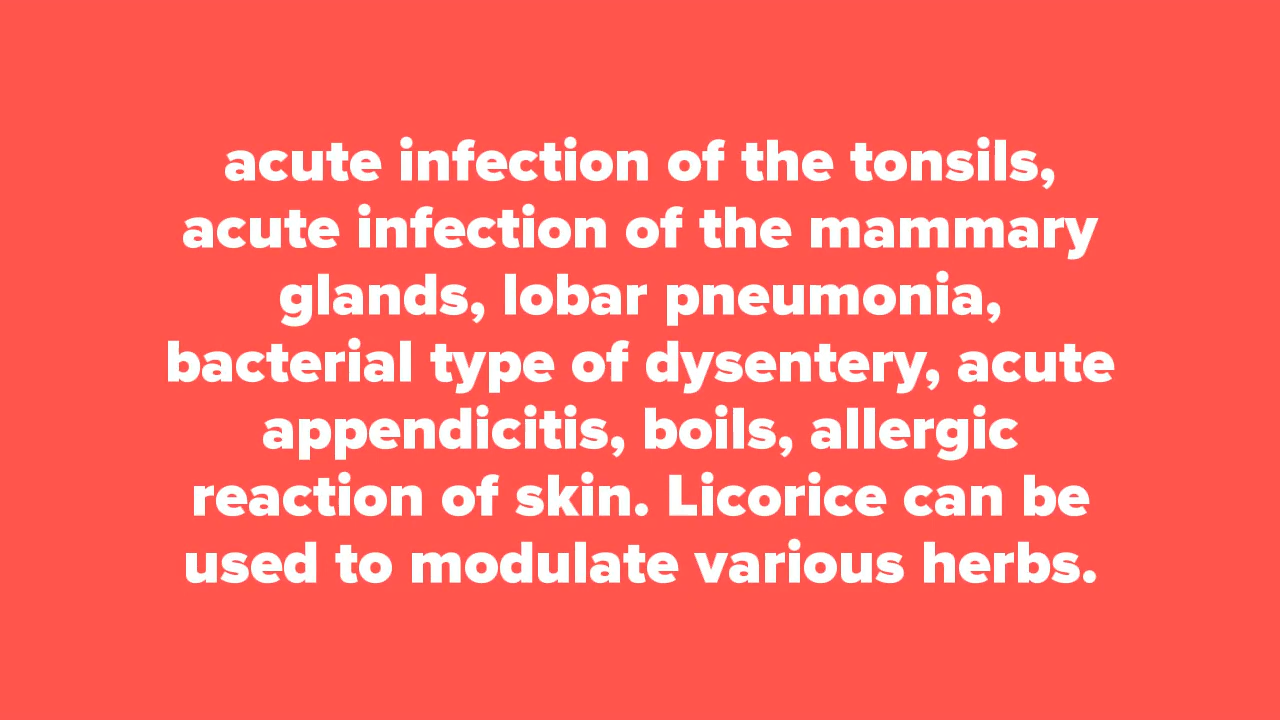 acute infection of the tonsils,
acute infection of the mammary
glands, lobar pneumonia,
bacterial type of dysentery, acute
appendicitis, boils, allergic
reaction of skin. Licorice can be
used to modulate various herbs.